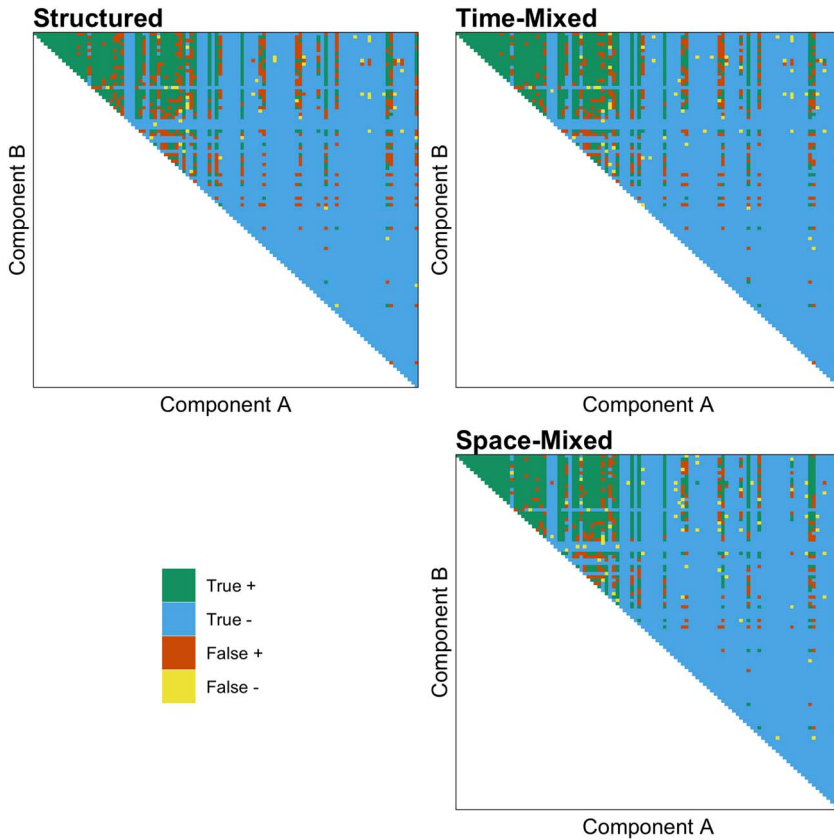 Structured
Time-Mixed
Component B
Component B
Component A
Component A
Space-Mixed
Component B
True +
True -
False +
False -
Component A